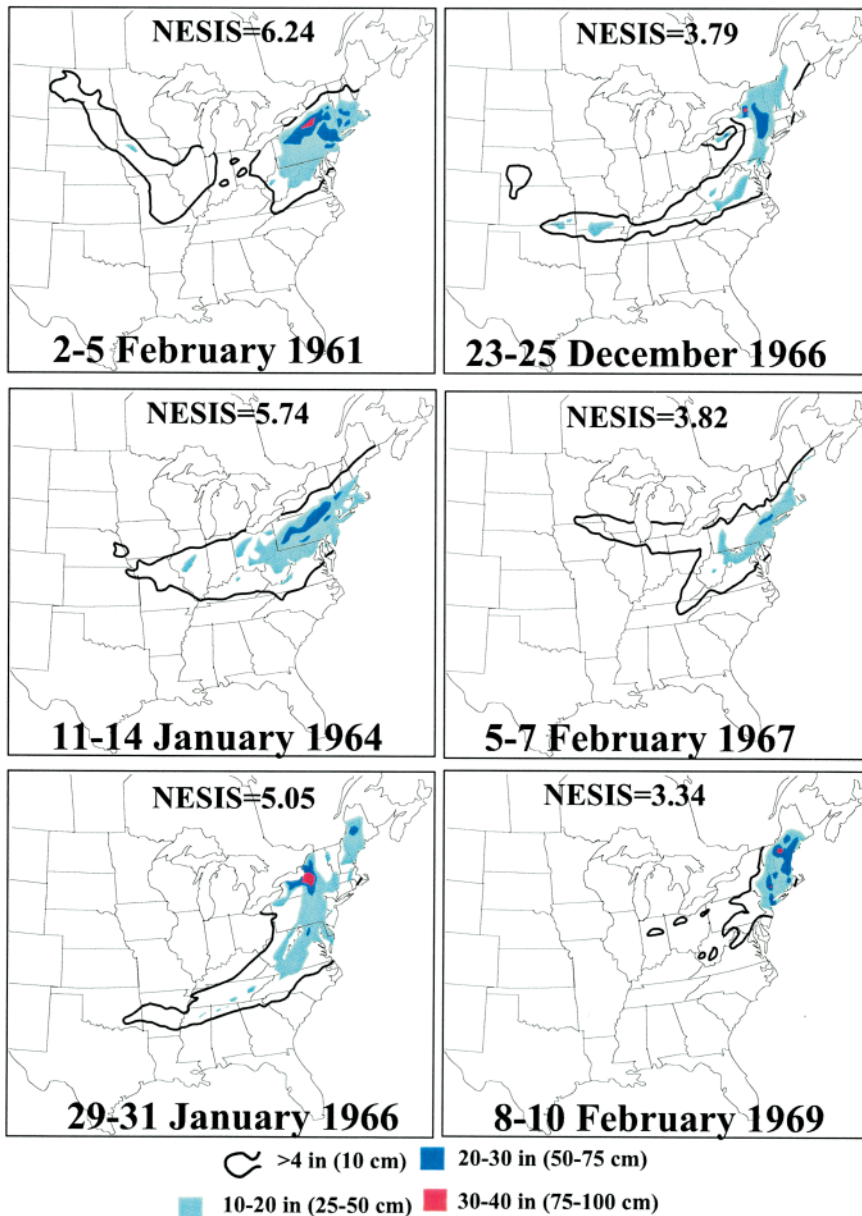 NESIS=6.24
2-5 February 1961
NESIS=3.79
23-25 December 1966
NESIS=5.74
11-14 January 1964
NESIS=3.82
5-7 February 1967
NESIS=5.05
29-31 January 1966
NESIS=3.34
8-10 February 1969
>4 in (10 cm)
20-30 in (50-75 cm)
10-20 in (25-50 cm)
30-40 in (75-100 cm)